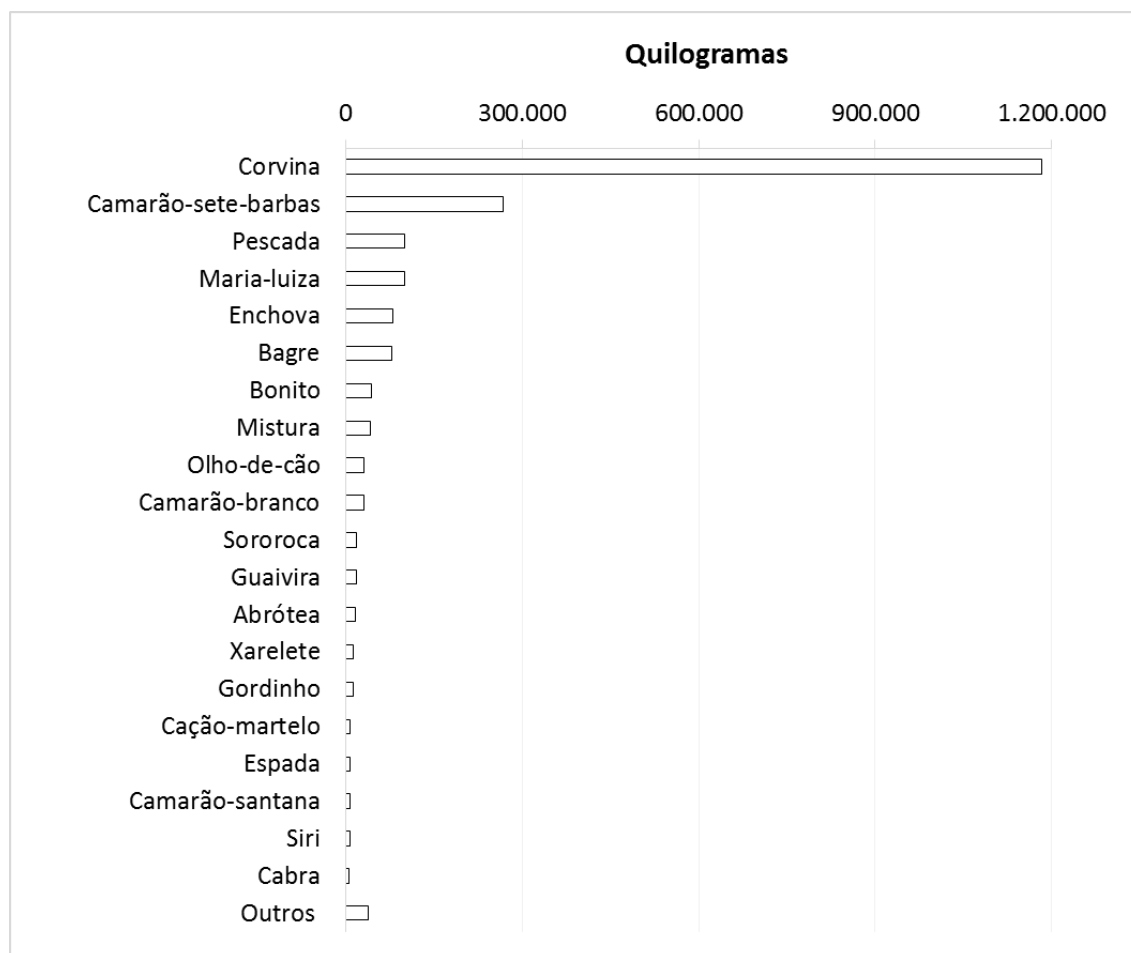 Quilogramas
0 300.000 600.000 900.000 1.200.000
Corvina
Camarão-sete-barbas
Pescada
Maria-luiza
Enchova
Bagre
Bonito
Mistura
Olho-de-cão
Camarão-branco
Sororoca
Guaivira
Abrótea
Xarelete
Gordinho
Cação-martelo
Espada
Camarão-santana
Siri
Cabra
Outros